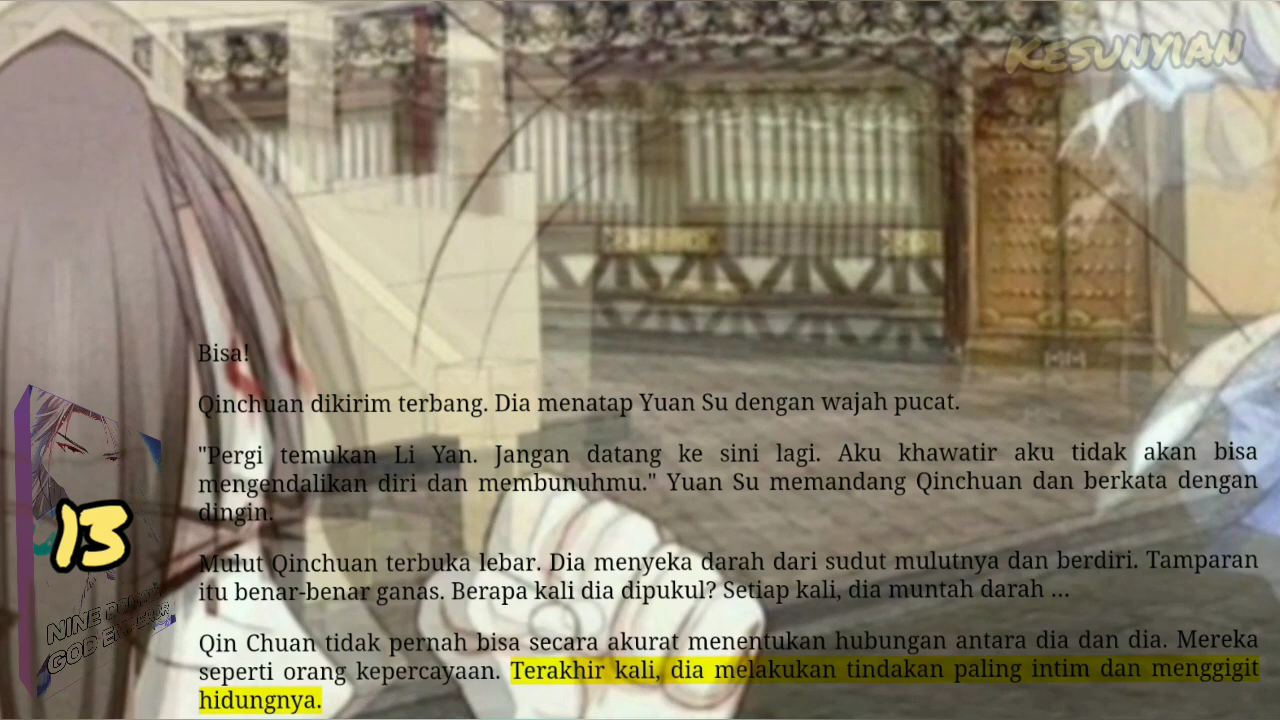 KESUNYIAN
Bisa!
Qinchuan dikirim terbang. Dia menatap Yuan Su dengan wajah pucat.
"Pergi temukan Li Yan. Jangan datang ke sini lagi. Aku khawatir aku tidak akan bisa
mengendalikan diri dan membunuhmu." Yuan Su memandang Qinchuan dan berkata dengan
dingin.
Mulut Qinchuan terbuka lebar. Dia menyeka darah dari sudut mulutnya dan berdiri. Tamparan
itu benar-benar ganas. Berapa kali dia dipukul? Setiap kali, dia muntah darah ...
Qin Chuan tidak pernah bisa secara akurat menentukan hubungan antara dia dan dia. Mereka
seperti orang kepercayaan. Terakhir kali, dia melakukan tindakan paling intim dan menggigit
hidungnya.
13
NINE
GOD